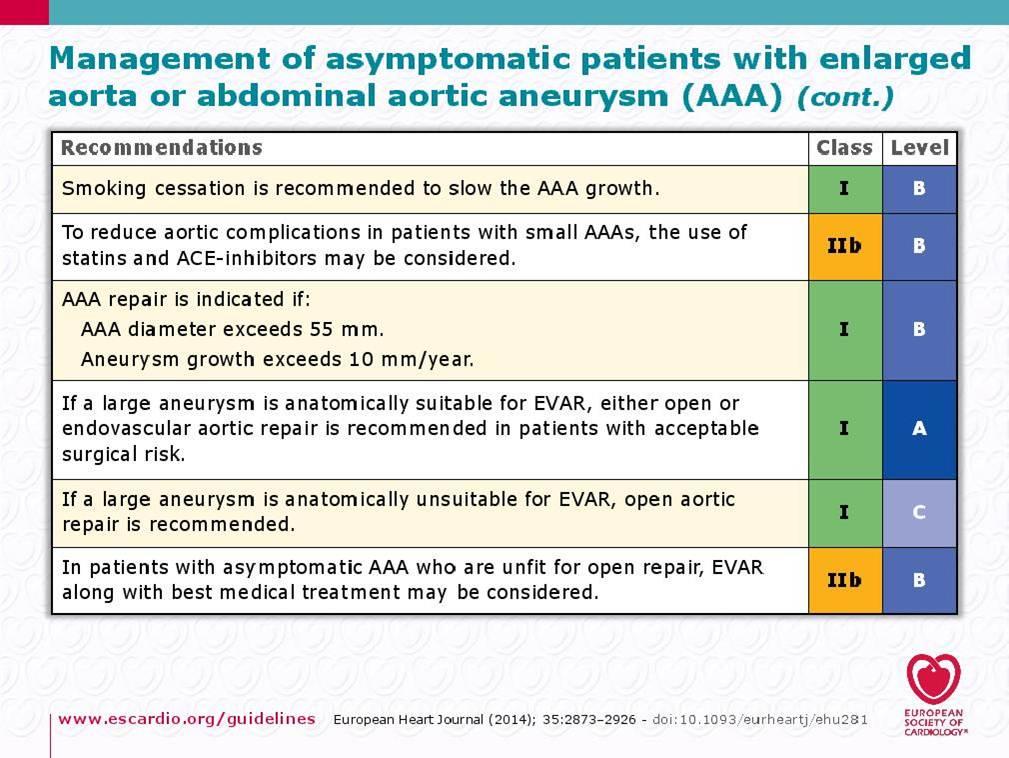 Management of asymptomatic patients with enlarged
aorta or abdominal aortic aneurysm (AAA) (cont.)
Recommendations Class Level
Smoking cessation is recommended to slow the AAA growth. I B
To reduce aortic complications in patients with small AAAs, the use of
statins and ACE-inhibitors may be considered. IIb B
AAA repair is indicated if:
AAA diameter exceeds 55 mm. I B
Aneurysm growth exceeds 10 mm/year.
If a large aneurysm is anatomically suitable for EVAR, either open or
endovascular aortic repair is recommended in patients with acceptable I A
surgical risk.
If a large aneurysm is anatomically unsuitable for EVAR, open aortic
repair is recommended. I C
In patients with asymptomatic AAA who are unfit for open repair, EVAR
along with best medical treatment may be considered. IIb B
www.escardio.org/guidelines European Heart Journal (2014); 35:2873–2926 - doi:10.1093/eurheartj/ehu281
EUROPEAN
SOCIETY OF
CARDIOLOGY®